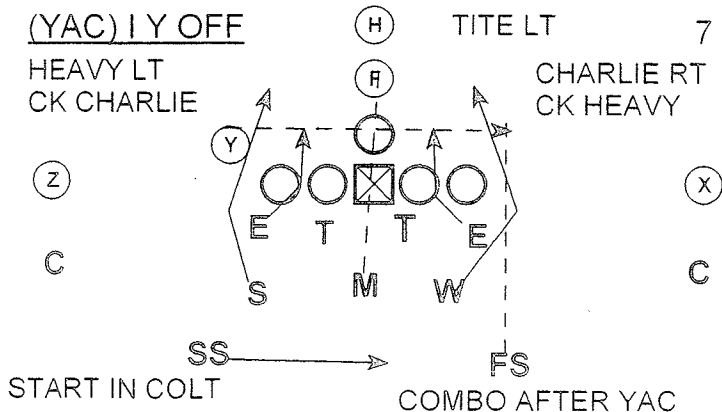 (YAC) I Y OFF
H
TITE LT
7
HEAVY LT
CK CHARLIE
F
CHARLIE RT
CK HEAVY
Y
Z
X
E
T
T
E
C
C
S
M
W
SS
FS
START IN COLT
COMBO AFTER YAC